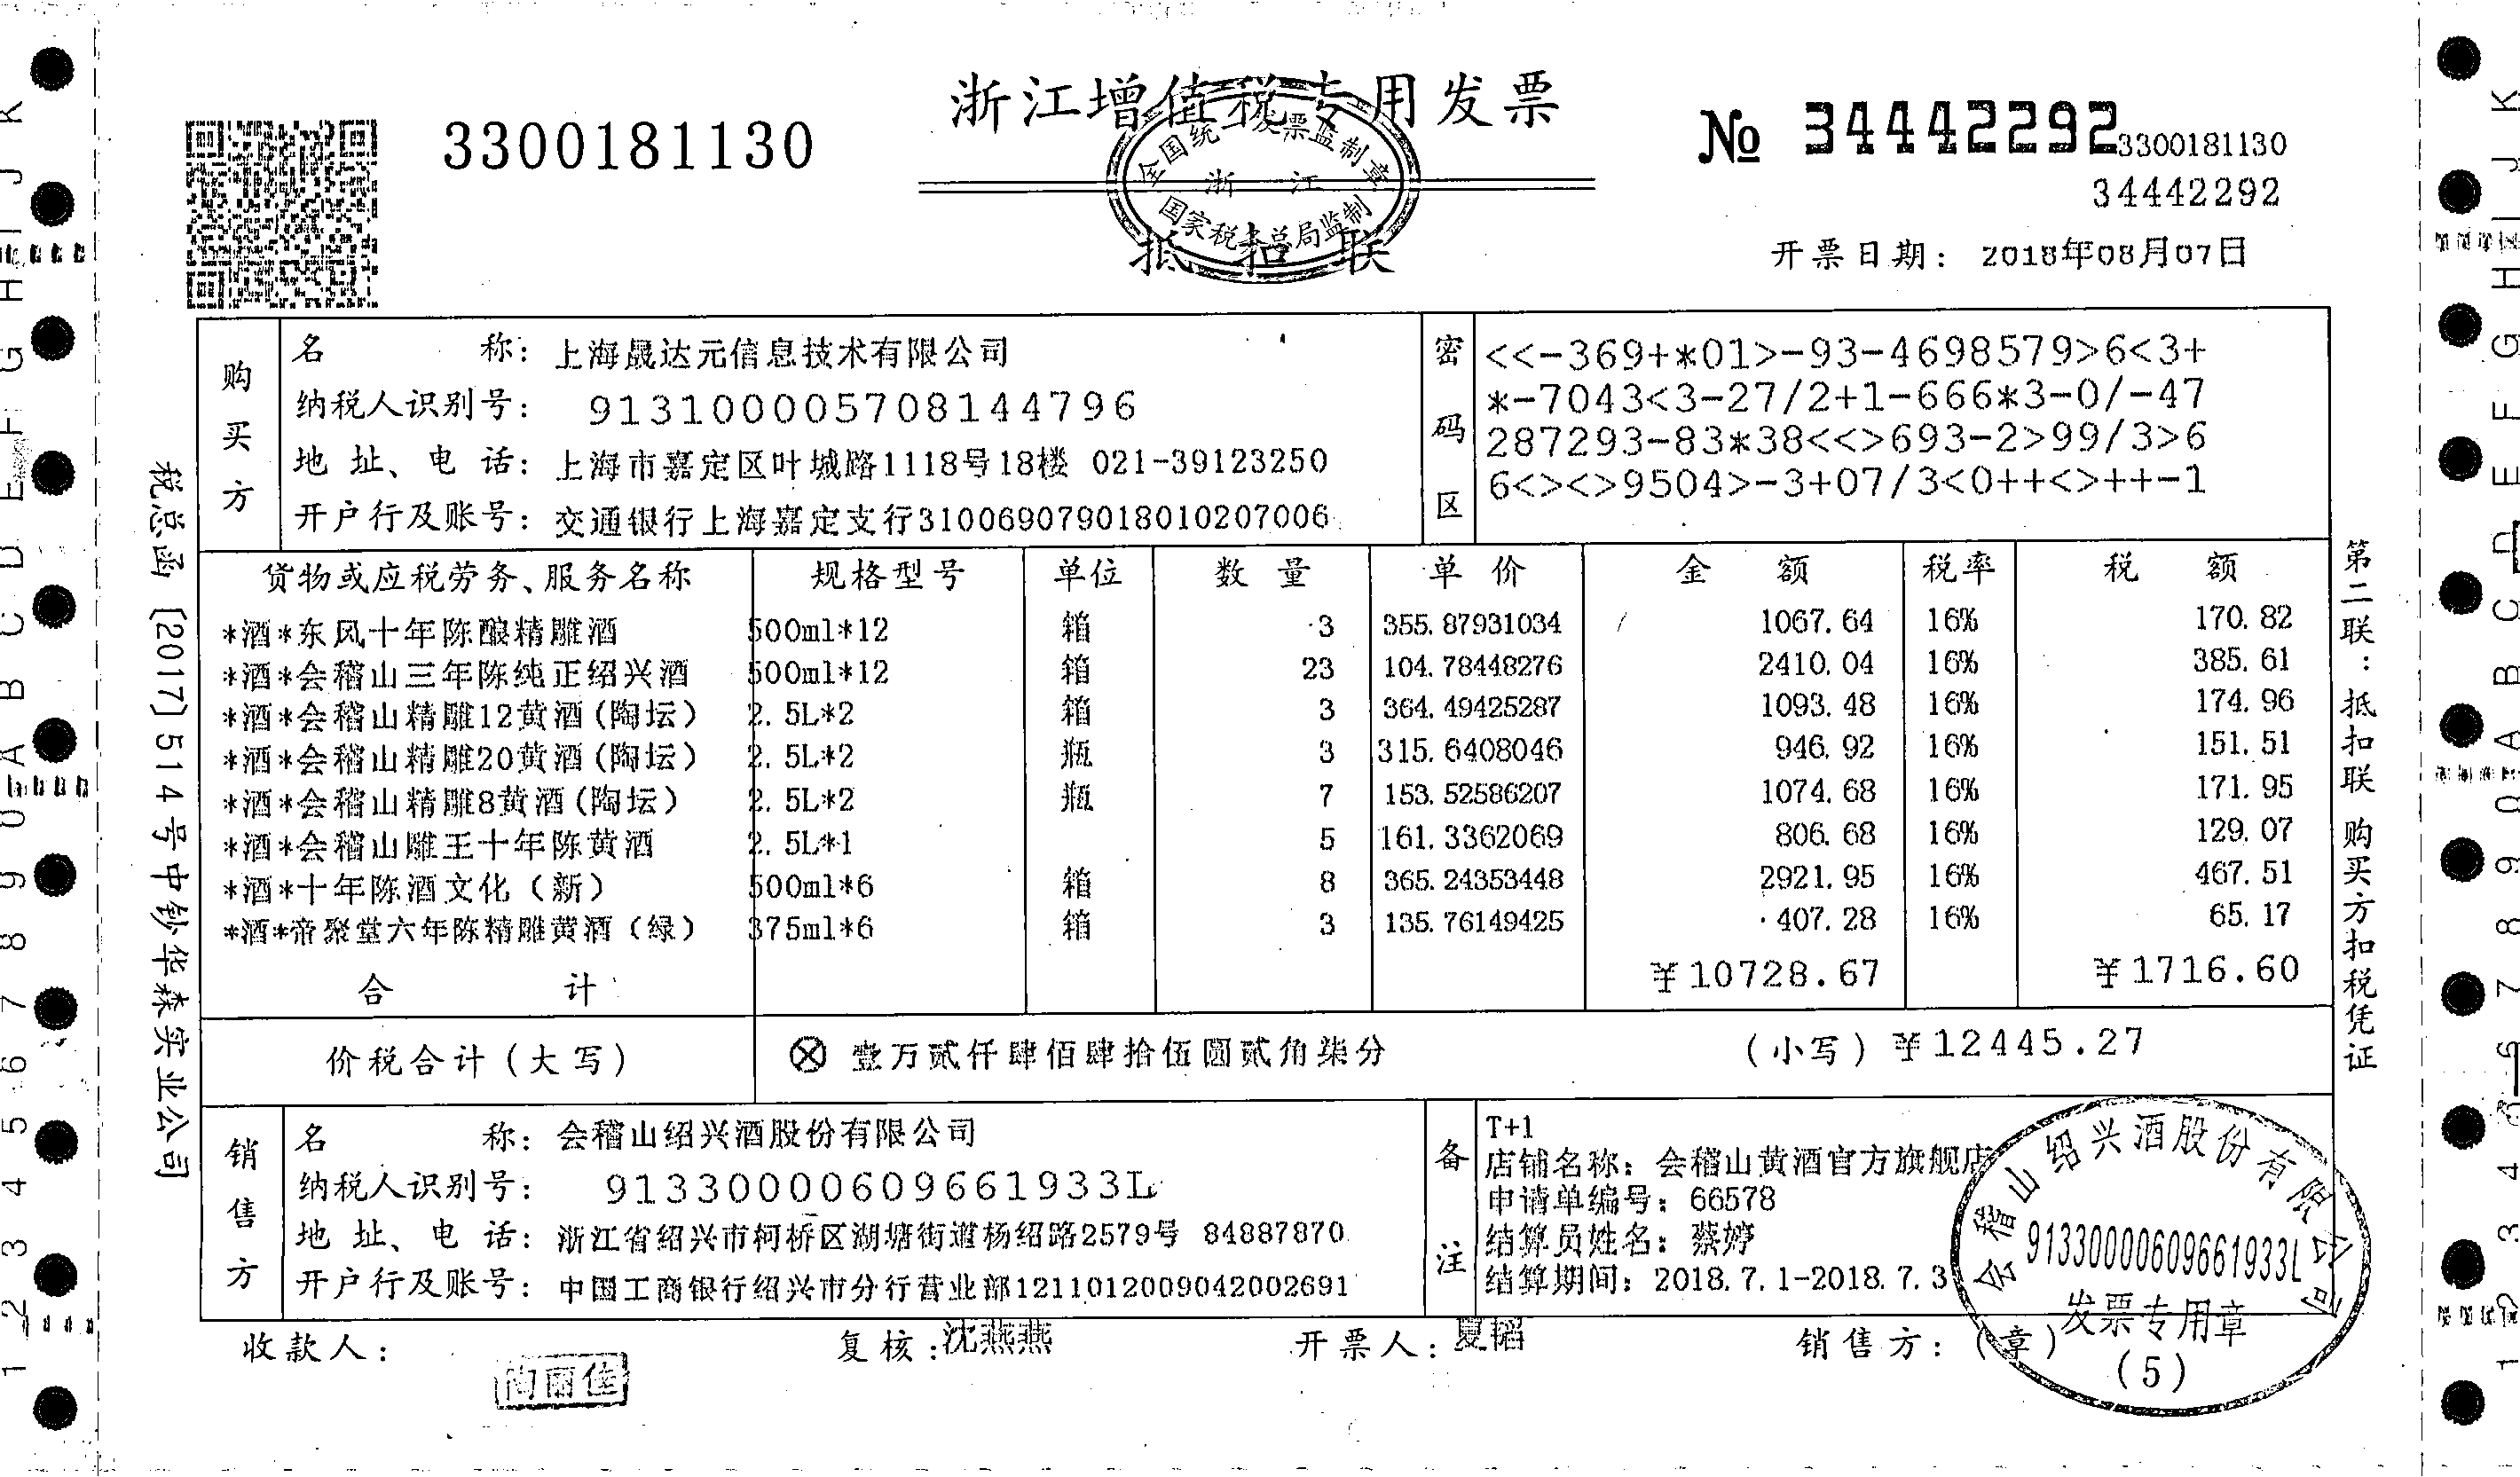 浙江增值税专用发票
3300181130
№ 34442292
3300181130
34442292
全国统一发票监制章
浙江
国家税务总局监制
抵扣联
开票日期: 2018年08月07日
购买方
名称: 上海晟达元信息技术有限公司
纳税人识别号: 913100005708144796
地址、电话: 上海市嘉定区叶城路1118号18楼 021-39123250
开户行及账号: 交通银行上海嘉定支行310069079018010207006
密码区
<<-369+*01>-93-4698579>6<3+
*-7043<3-27/2+1-666*3-0/-47
287293-83*38<<>693-2>99/3>6
6<><>9504>-3+07/3<0++<>++-1
货物或应税劳务、服务名称 规格型号 单位 数量 单价 金额 税率 税额
*酒*东风十年陈酿精雕酒 500ml*12 箱 3 355.87931034 1067.64 16% 170.82
*酒*会稽山三年陈纯正绍兴酒 500ml*12 箱 23 104.78448276 2410.04 16% 385.61
*酒*会稽山精雕12黄酒(陶坛) 2.5L*2 箱 3 364.49425287 1093.48 16% 174.96
*酒*会稽山精雕20黄酒(陶坛) 2.5L*2 瓶 3 315.6408046 946.92 16% 151.51
*酒*会稽山精雕8黄酒(陶坛) 2.5L*2 瓶 7 153.52586207 1074.68 16% 171.95
*酒*会稽山雕王十年陈黄酒 2.5L*1 5 161.3362069 806.68 16% 129.07
*酒*十年陈酒文化（新） 500ml*6 箱 8 365.24353448 2921.95 16% 467.51
*酒*帝聚堂六年陈精雕黄酒（绿） 375ml*6 箱 3 135.76149425 407.28 16% 65.17
合计 ¥10728.67 ¥1716.60
价税合计(大写) ⊗ 壹万贰仟肆佰肆拾伍圆贰角柒分 (小写) ¥12445.27
销售方
名称: 会稽山绍兴酒股份有限公司
纳税人识别号: 91330000609661933L
地址、电话: 浙江省绍兴市柯桥区湖塘街道杨绍路2579号 84887870
开户行及账号: 中国工商银行绍兴市分行营业部1211012009042002691
备注
T+1
店铺名称: 会稽山黄酒官方旗舰店
申请单编号: 66578
结算员姓名: 蔡婷
结算期间: 2018.7.1-2018.7.3
会稽山绍兴酒股份有限公司
91330000609661933L
发票专用章
(5)
收款人: 陶丽佳 复核: 沈燕燕 开票人: 夏韬 销售方: (章)
税总函〔2017〕514号中钞华森实业公司
第二联: 抵扣联 购买方扣税凭证
1 2 3 4 5 6 7 8 9 0 A B C D E F G H I J K
1 2 3 4 5 6 7 8 9 0 A B C D E F G H I J K